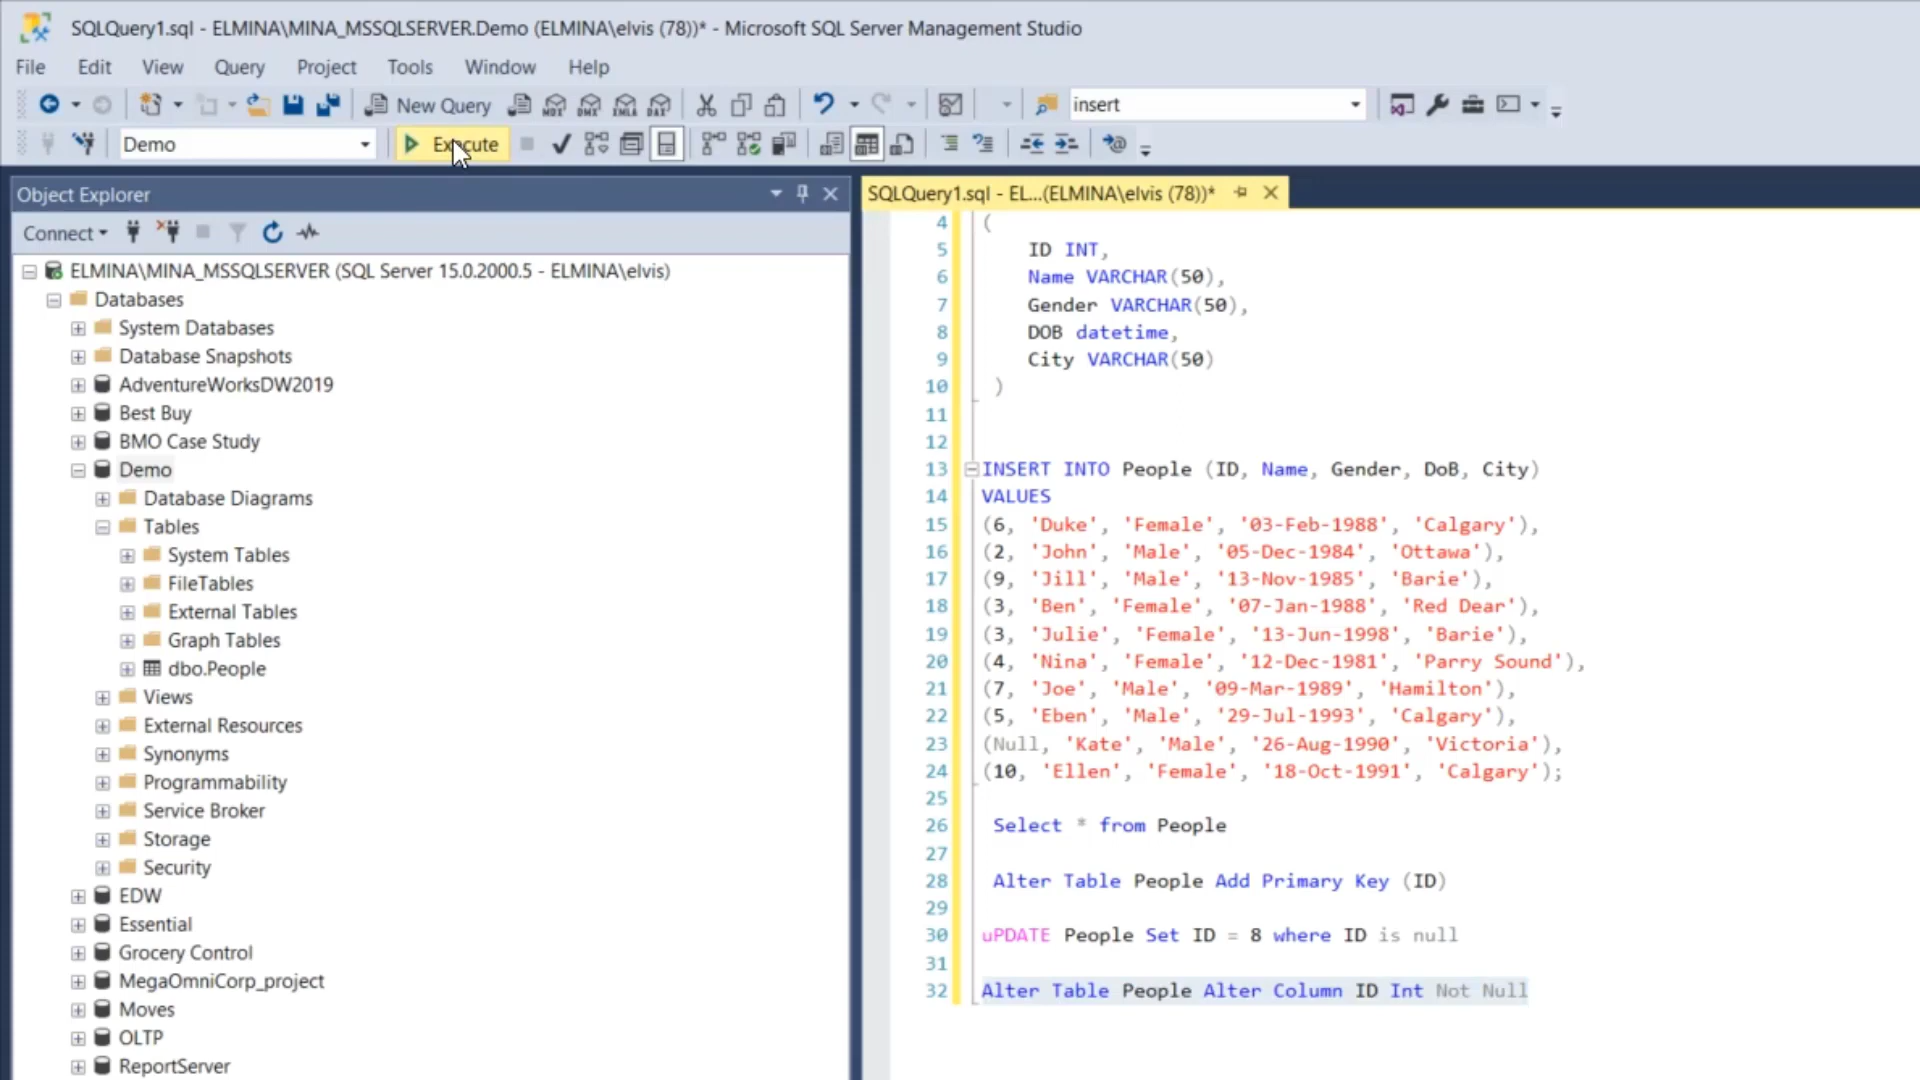 SQLQuery1.sql - ELMINA\MINA_MSSQLSERVER.Demo (ELMINA\elvis (78))* - Microsoft SQL Server Management Studio
File Edit View Query Project Tools Window Help
New Query MDX DMX XMLA DAX insert
Demo Execute
Object Explorer
Connect
ELMINA\MINA_MSSQLSERVER (SQL Server 15.0.2000.5 - ELMINA\elvis)
Databases
System Databases
Database Snapshots
AdventureWorksDW2019
Best Buy
BMO Case Study
Demo
Database Diagrams
Tables
System Tables
FileTables
External Tables
Graph Tables
dbo.People
Views
External Resources
Synonyms
Programmability
Service Broker
Storage
Security
EDW
Essential
Grocery Control
MegaOmniCorp_project
Moves
OLTP
ReportServer
SQLQuery1.sql - EL...(ELMINA\elvis (78))*
4 (
5 ID INT,
6 Name VARCHAR(50),
7 Gender VARCHAR(50),
8 DOB datetime,
9 City VARCHAR(50)
10 )
11
12
13 INSERT INTO People (ID, Name, Gender, DoB, City)
14 VALUES
15 (6, 'Duke', 'Female', '03-Feb-1988', 'Calgary'),
16 (2, 'John', 'Male', '05-Dec-1984', 'Ottawa'),
17 (9, 'Jill', 'Male', '13-Nov-1985', 'Barie'),
18 (3, 'Ben', 'Female', '07-Jan-1988', 'Red Dear'),
19 (3, 'Julie', 'Female', '13-Jun-1998', 'Barie'),
20 (4, 'Nina', 'Female', '12-Dec-1981', 'Parry Sound'),
21 (7, 'Joe', 'Male', '09-Mar-1989', 'Hamilton'),
22 (5, 'Eben', 'Male', '29-Jul-1993', 'Calgary'),
23 (Null, 'Kate', 'Male', '26-Aug-1990', 'Victoria'),
24 (10, 'Ellen', 'Female', '18-Oct-1991', 'Calgary');
25
26 Select * from People
27
28 Alter Table People Add Primary Key (ID)
29
30 uPDATE People Set ID = 8 where ID is null
31
32 Alter Table People Alter Column ID Int Not Null